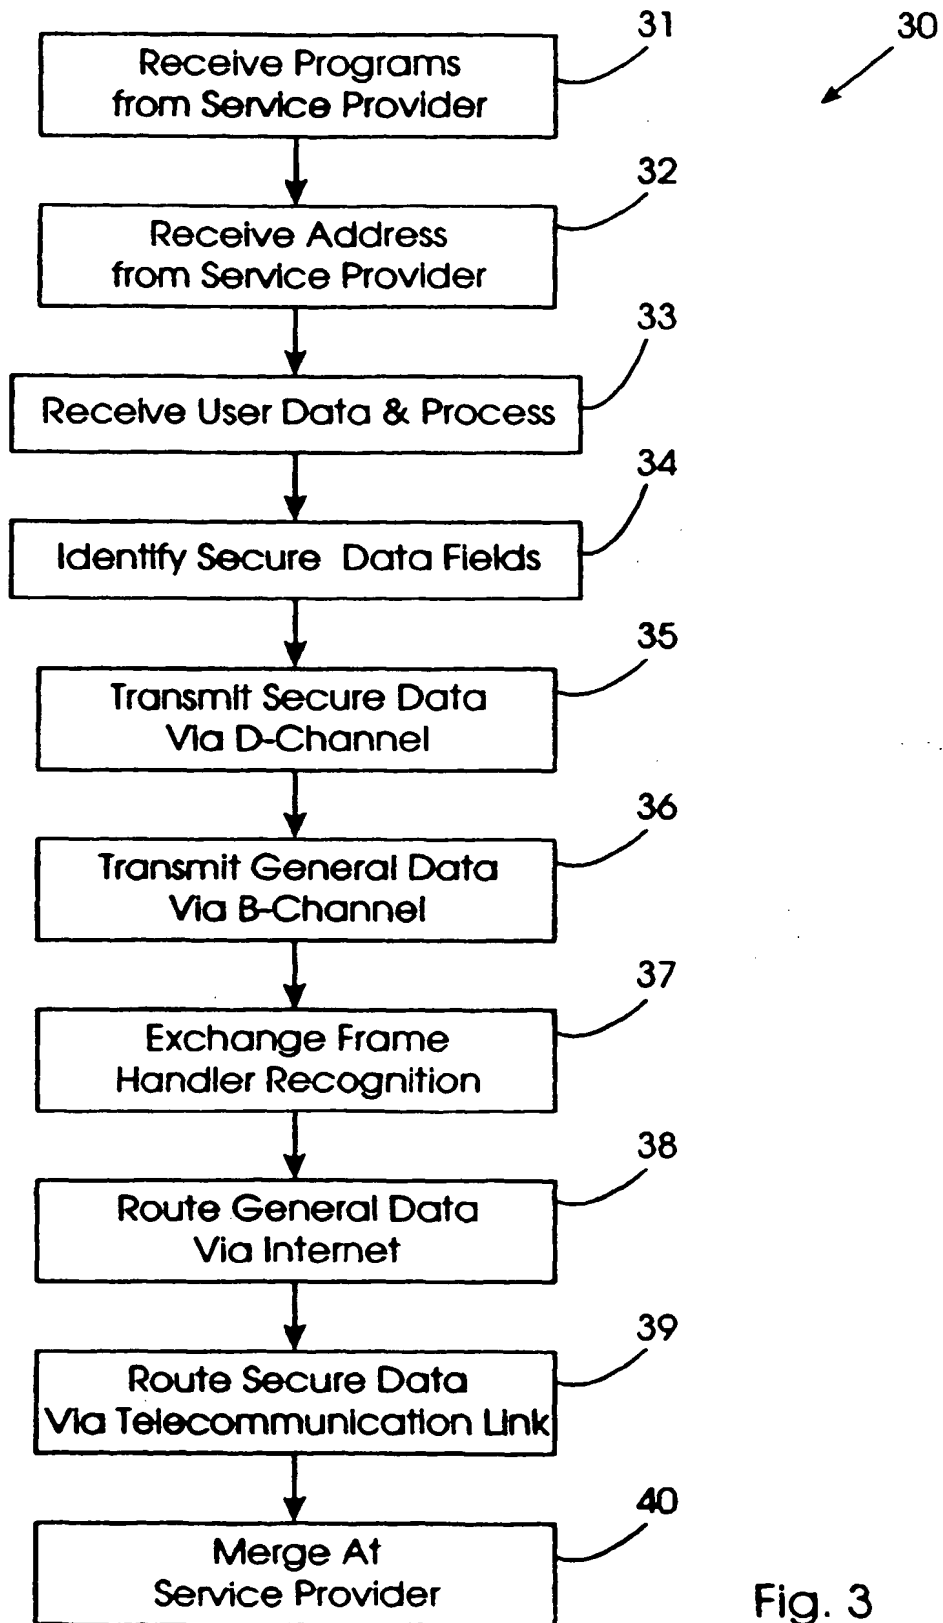 30
31
Receive Programs
from Service Provider
32
Receive Address
from Service Provider
33
Receive User Data & Process
34
Identify Secure Data Fields
35
Transmit Secure Data
Via D-Channel
36
Transmit General Data
Via B-Channel
37
Exchange Frame
Handler Recognition
38
Route General Data
Via Internet
39
Route Secure Data
Via Telecommunication Link
40
Merge At
Service Provider
Fig. 3